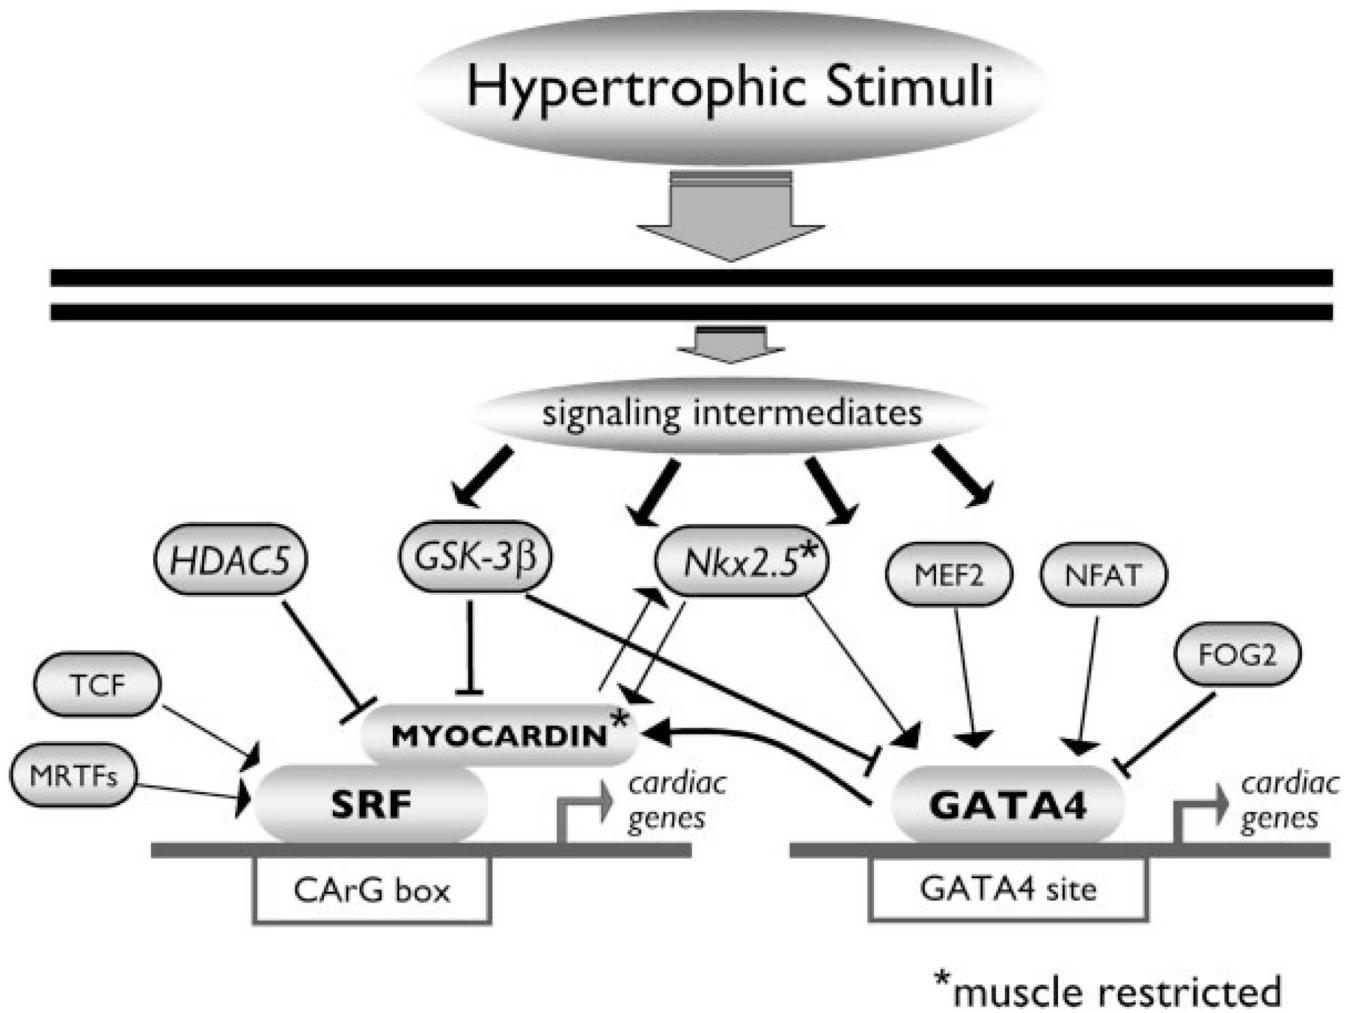 Hypertrophic Stimuli
signaling intermediates
HDAC5
GSK-3β
Nkx2.5*
MEF2
NFAT
FOG2
TCF
MRTFs
MYOCARDIN*
SRF
cardiac
genes
GATA4
cardiac
genes
CArG box
GATA4 site
*muscle restricted